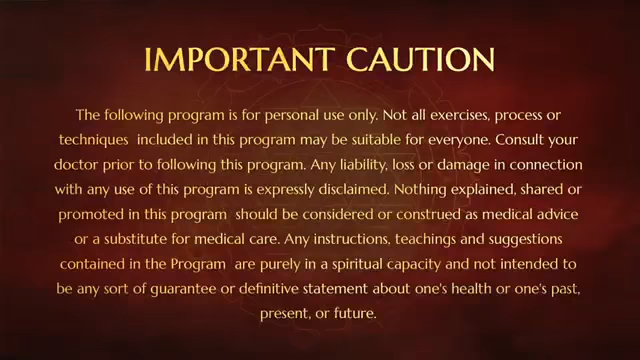 IMPORTANT CAUTION
The following program is for personal use only. Not all exercises, process or
techniques  included in this program may be suitable for everyone. Consult your
doctor prior to following this program. Any liability, loss or damage in connection
with any use of this program is expressly disclaimed. Nothing explained, shared or
promoted in this program  should be considered or construed as medical advice
or a substitute for medical care. Any instructions, teachings and suggestions
contained in the Program  are purely in a spiritual capacity and not intended to
be any sort of guarantee or definitive statement about one's health or one's past,
present, or future.